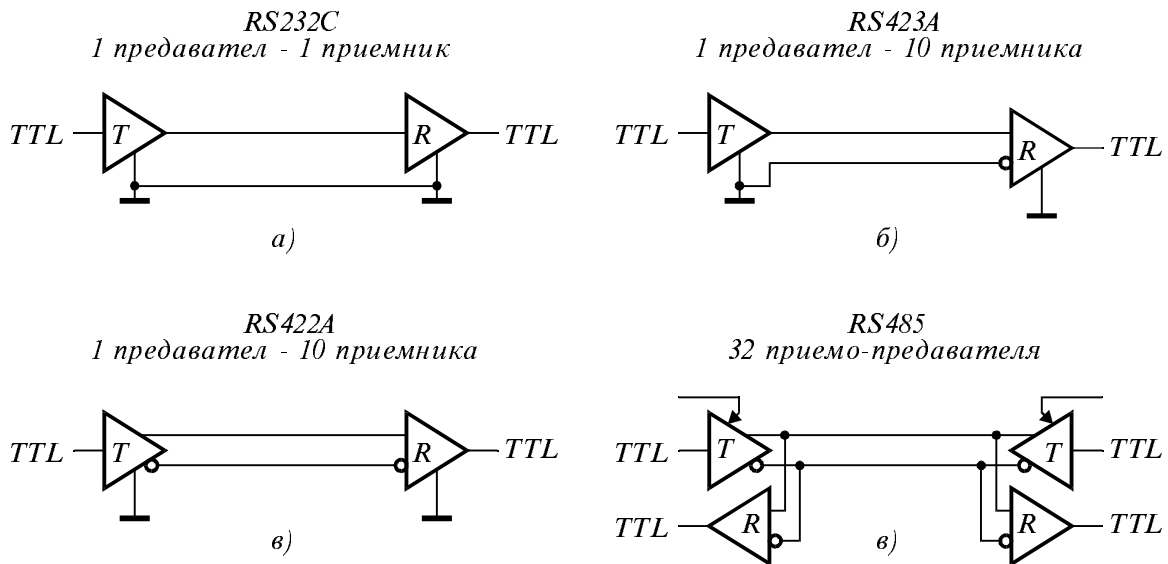 RS232C
1 предавател - 1 приемник
TTL T R TTL
а)
RS423A
1 предавател - 10 приемника
TTL T R TTL
б)
RS422A
1 предавател - 10 приемника
TTL T R TTL
в)
RS485
32 приемо-предавателя
TTL T T TTL
TTL R R TTL
в)